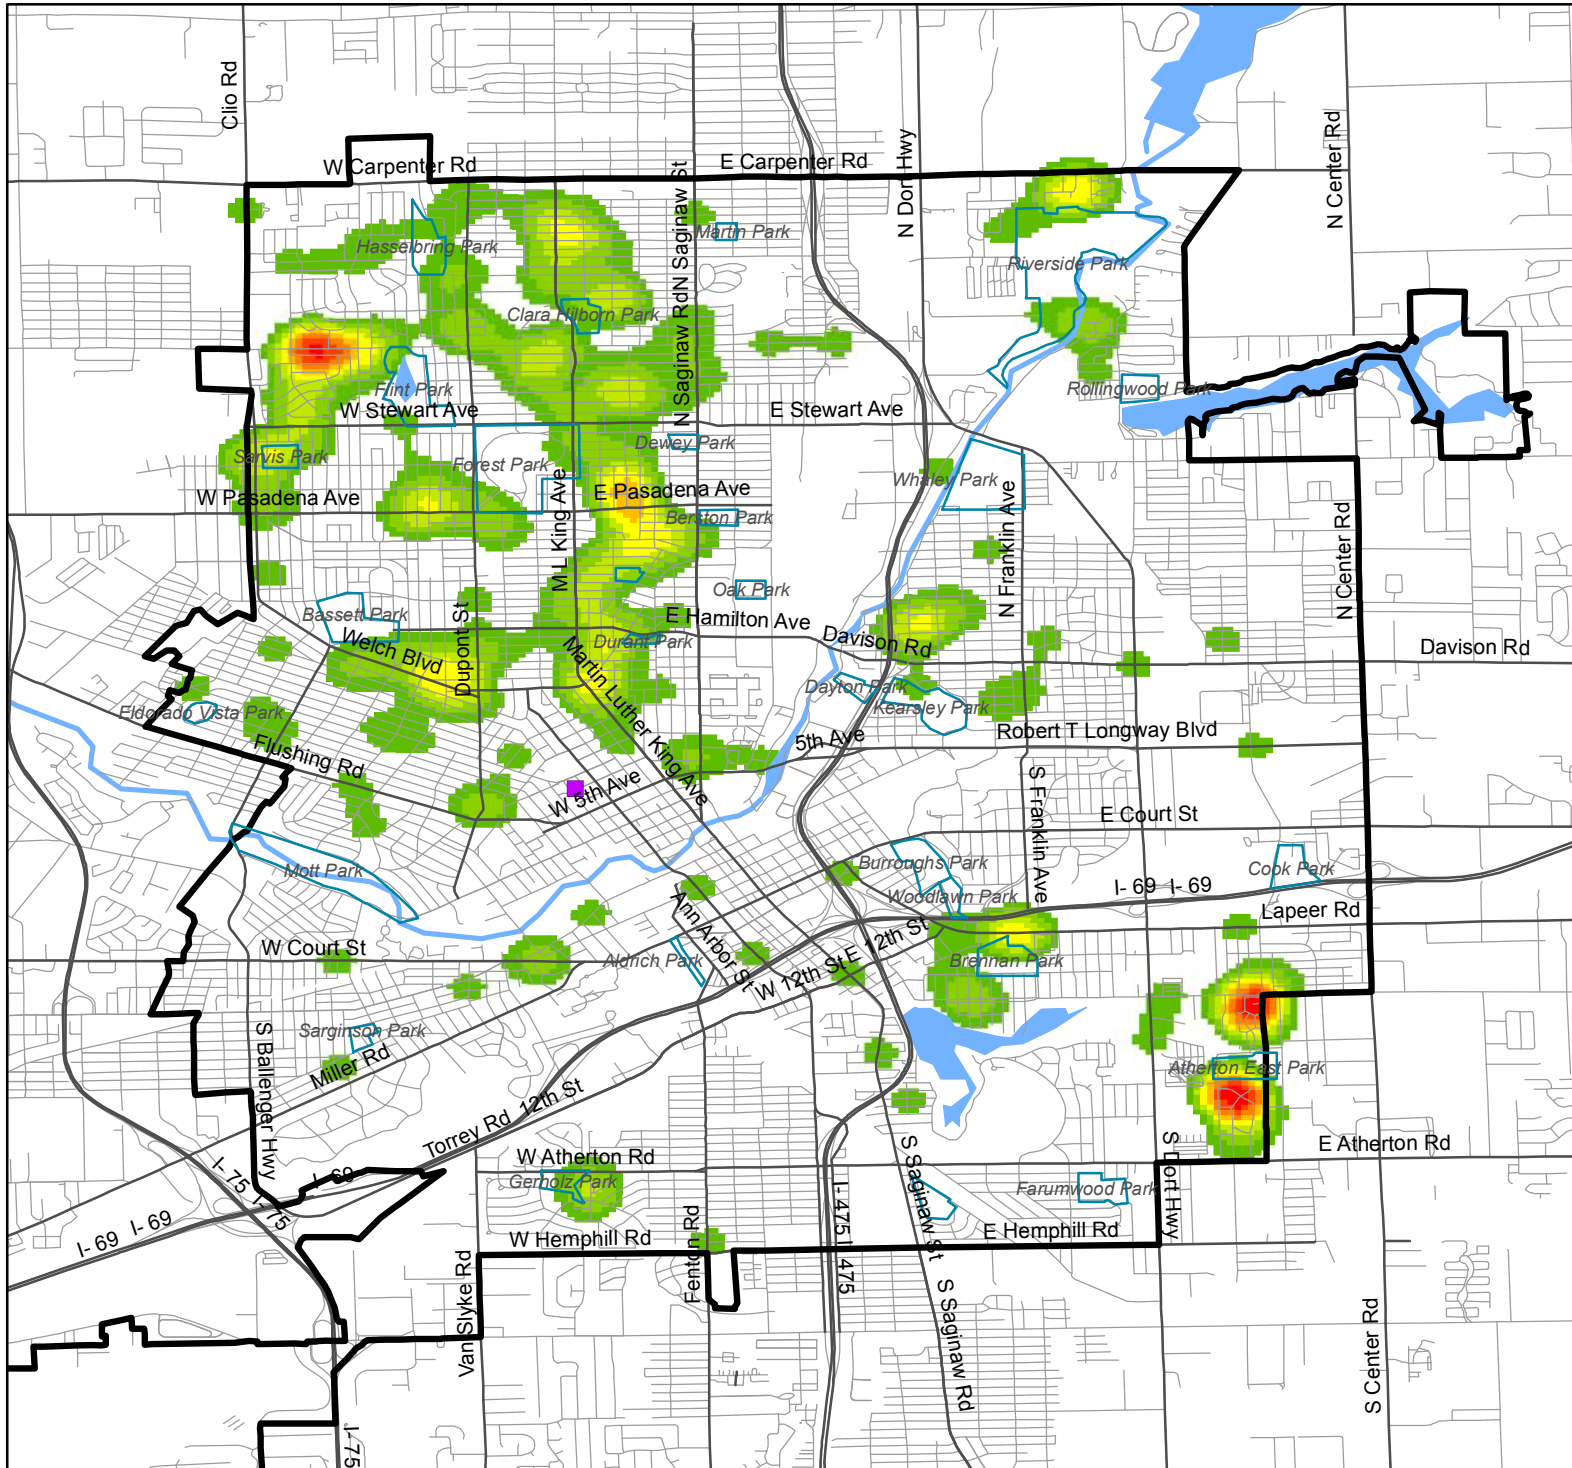 Clio Rd
W Carpenter Rd
E Carpenter Rd
N Dort Hwy
N Center Rd
N Saginaw St
Martin Park
Hasselbring Park
Riverside Park
Clara Hilborn Park
N Saginaw Rd
Flint Park
Rollingwood Park
W Stewart Ave
E Stewart Ave
Dewey Park
Sarvis Park
Forest Park
Whaley Park
W Pasadena Ave
E Pasadena Ave
M L King Ave
Berston Park
N Franklin Ave
N Center Rd
Oak Park
Bassett Park
E Hamilton Ave
Welch Blvd
Dupont St
Durant Park
Davison Rd
Davison Rd
Martin Luther King Ave
Dayton Park
Kearsley Park
Eldorado Vista Park
Flushing Rd
5th Ave
Robert T Longway Blvd
W 5th Ave
S Franklin Ave
E Court St
Mott Park
Burroughs Park
Cook Park
Woodlawn Park
I- 69 I- 69
Lapeer Rd
Ann Arbor St
W Court St
Aldrich Park
E 12th St
W 12th St
Brennan Park
Sarginson Park
Miller Rd
S Ballenger Hwy
Atherton East Park
Torrey Rd
12th St
W Atherton Rd
Gerholz Park
S Saginaw St
S Dort Hwy
E Atherton Rd
Farumwood Park
I- 75
I- 75
I- 69
I- 69 I- 69
W Hemphill Rd
E Hemphill Rd
Fenton Rd
I-475
I- 475
Van Slyke Rd
S Saginaw Rd
S Center Rd
I-75